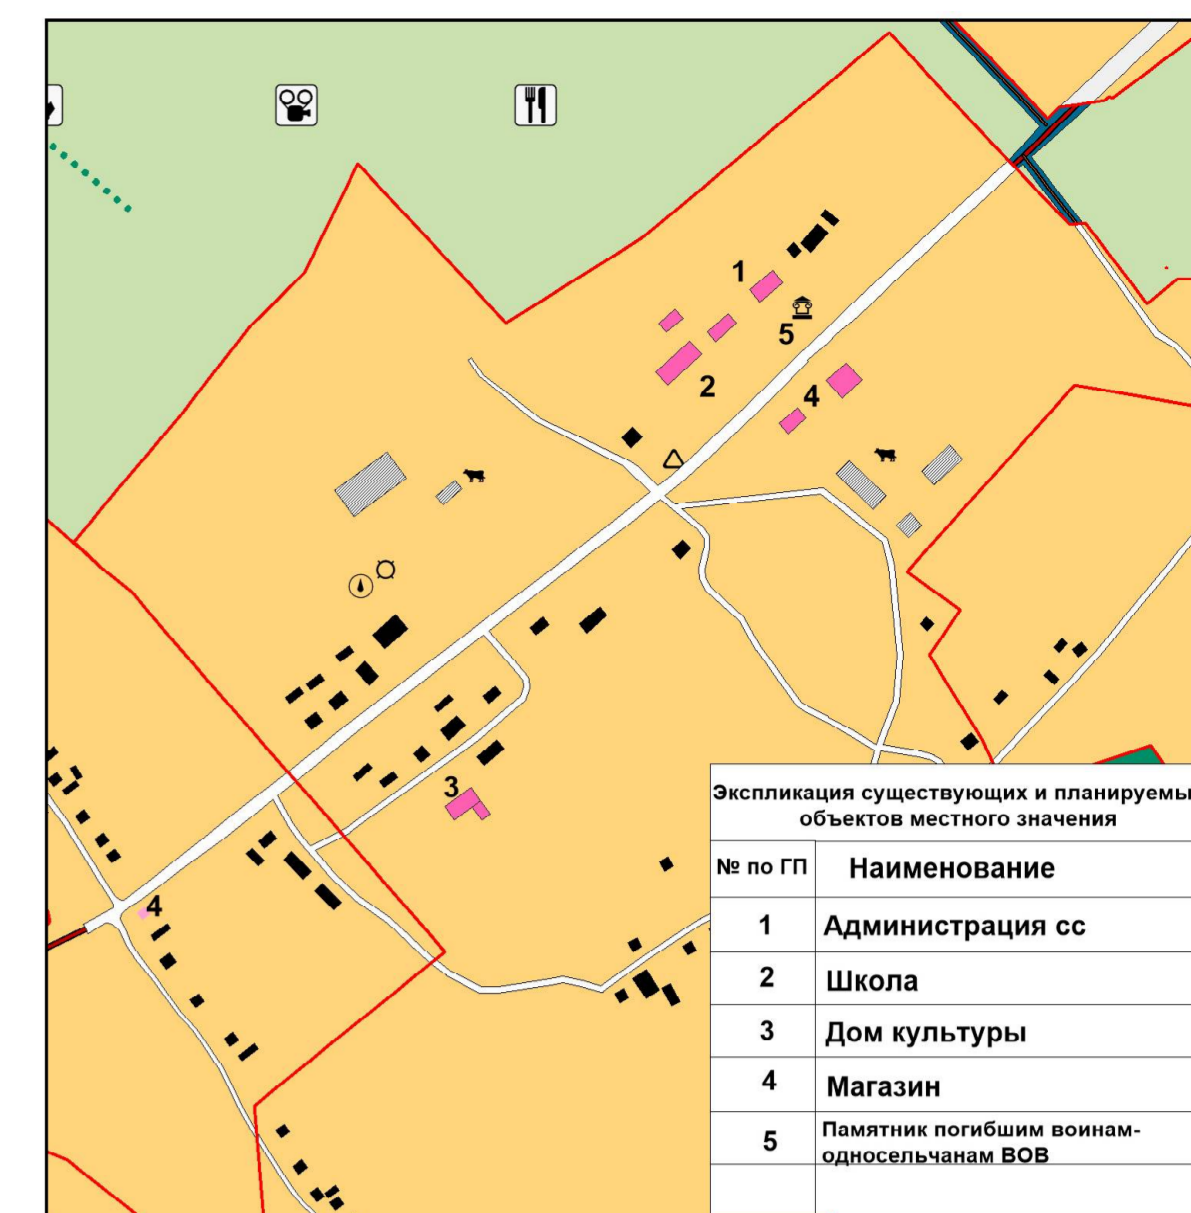 1
5
2
4
3
4
Экспликация существующих и планируемы
объектов местного значения
№ по ГП Наименование
1 Администрация сс
2 Школа
3 Дом культуры
4 Магазин
5 Памятник погибшим воинам-
односельчанам ВОВ